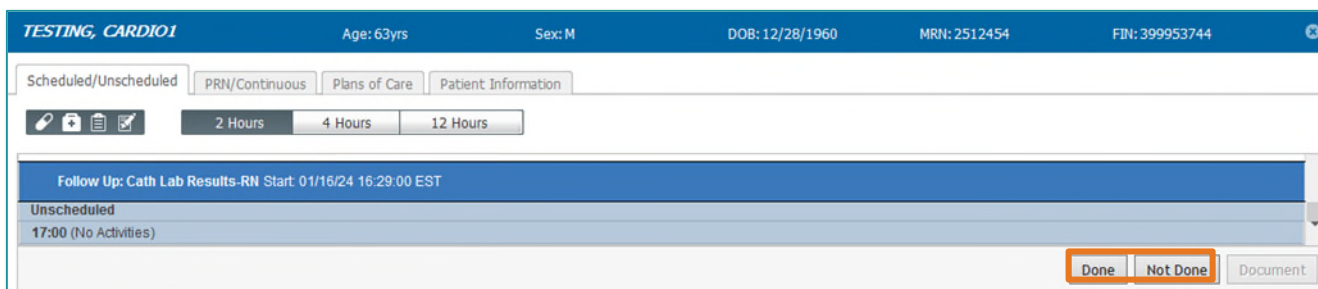 TESTING, CARDIO1 Age: 63yrs Sex: M DOB: 12/28/1960 MRN: 2512454 FIN: 399953744
Scheduled/Unscheduled PRN/Continuous Plans of Care Patient Information
2 Hours 4 Hours 12 Hours
Follow Up: Cath Lab Results-RN Start: 01/16/24 16:29:00 EST
Unscheduled
17:00 (No Activities)
Done Not Done Document